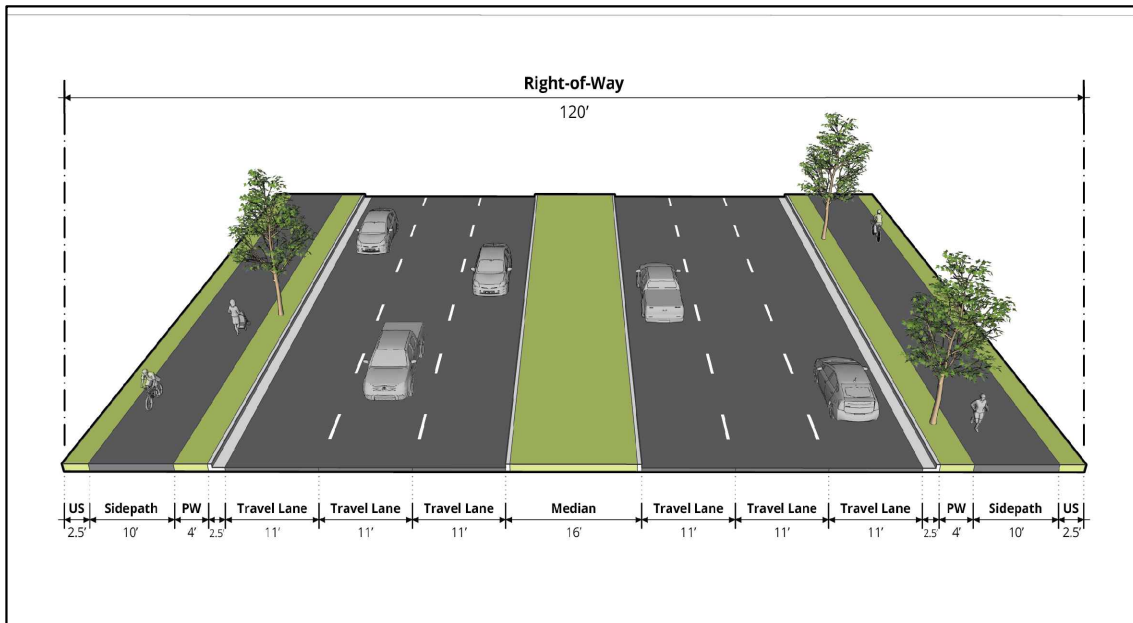 Right-of-Way
120’
US Sidepath PW Travel Lane Travel Lane Travel Lane Median Travel Lane Travel Lane Travel Lane PW Sidepath US
2.5’ 10’ 4’ 2.5’ 11’ 11’ 11’ 16’ 11’ 11’ 11’ 2.5’ 4’ 10’ 2.5’